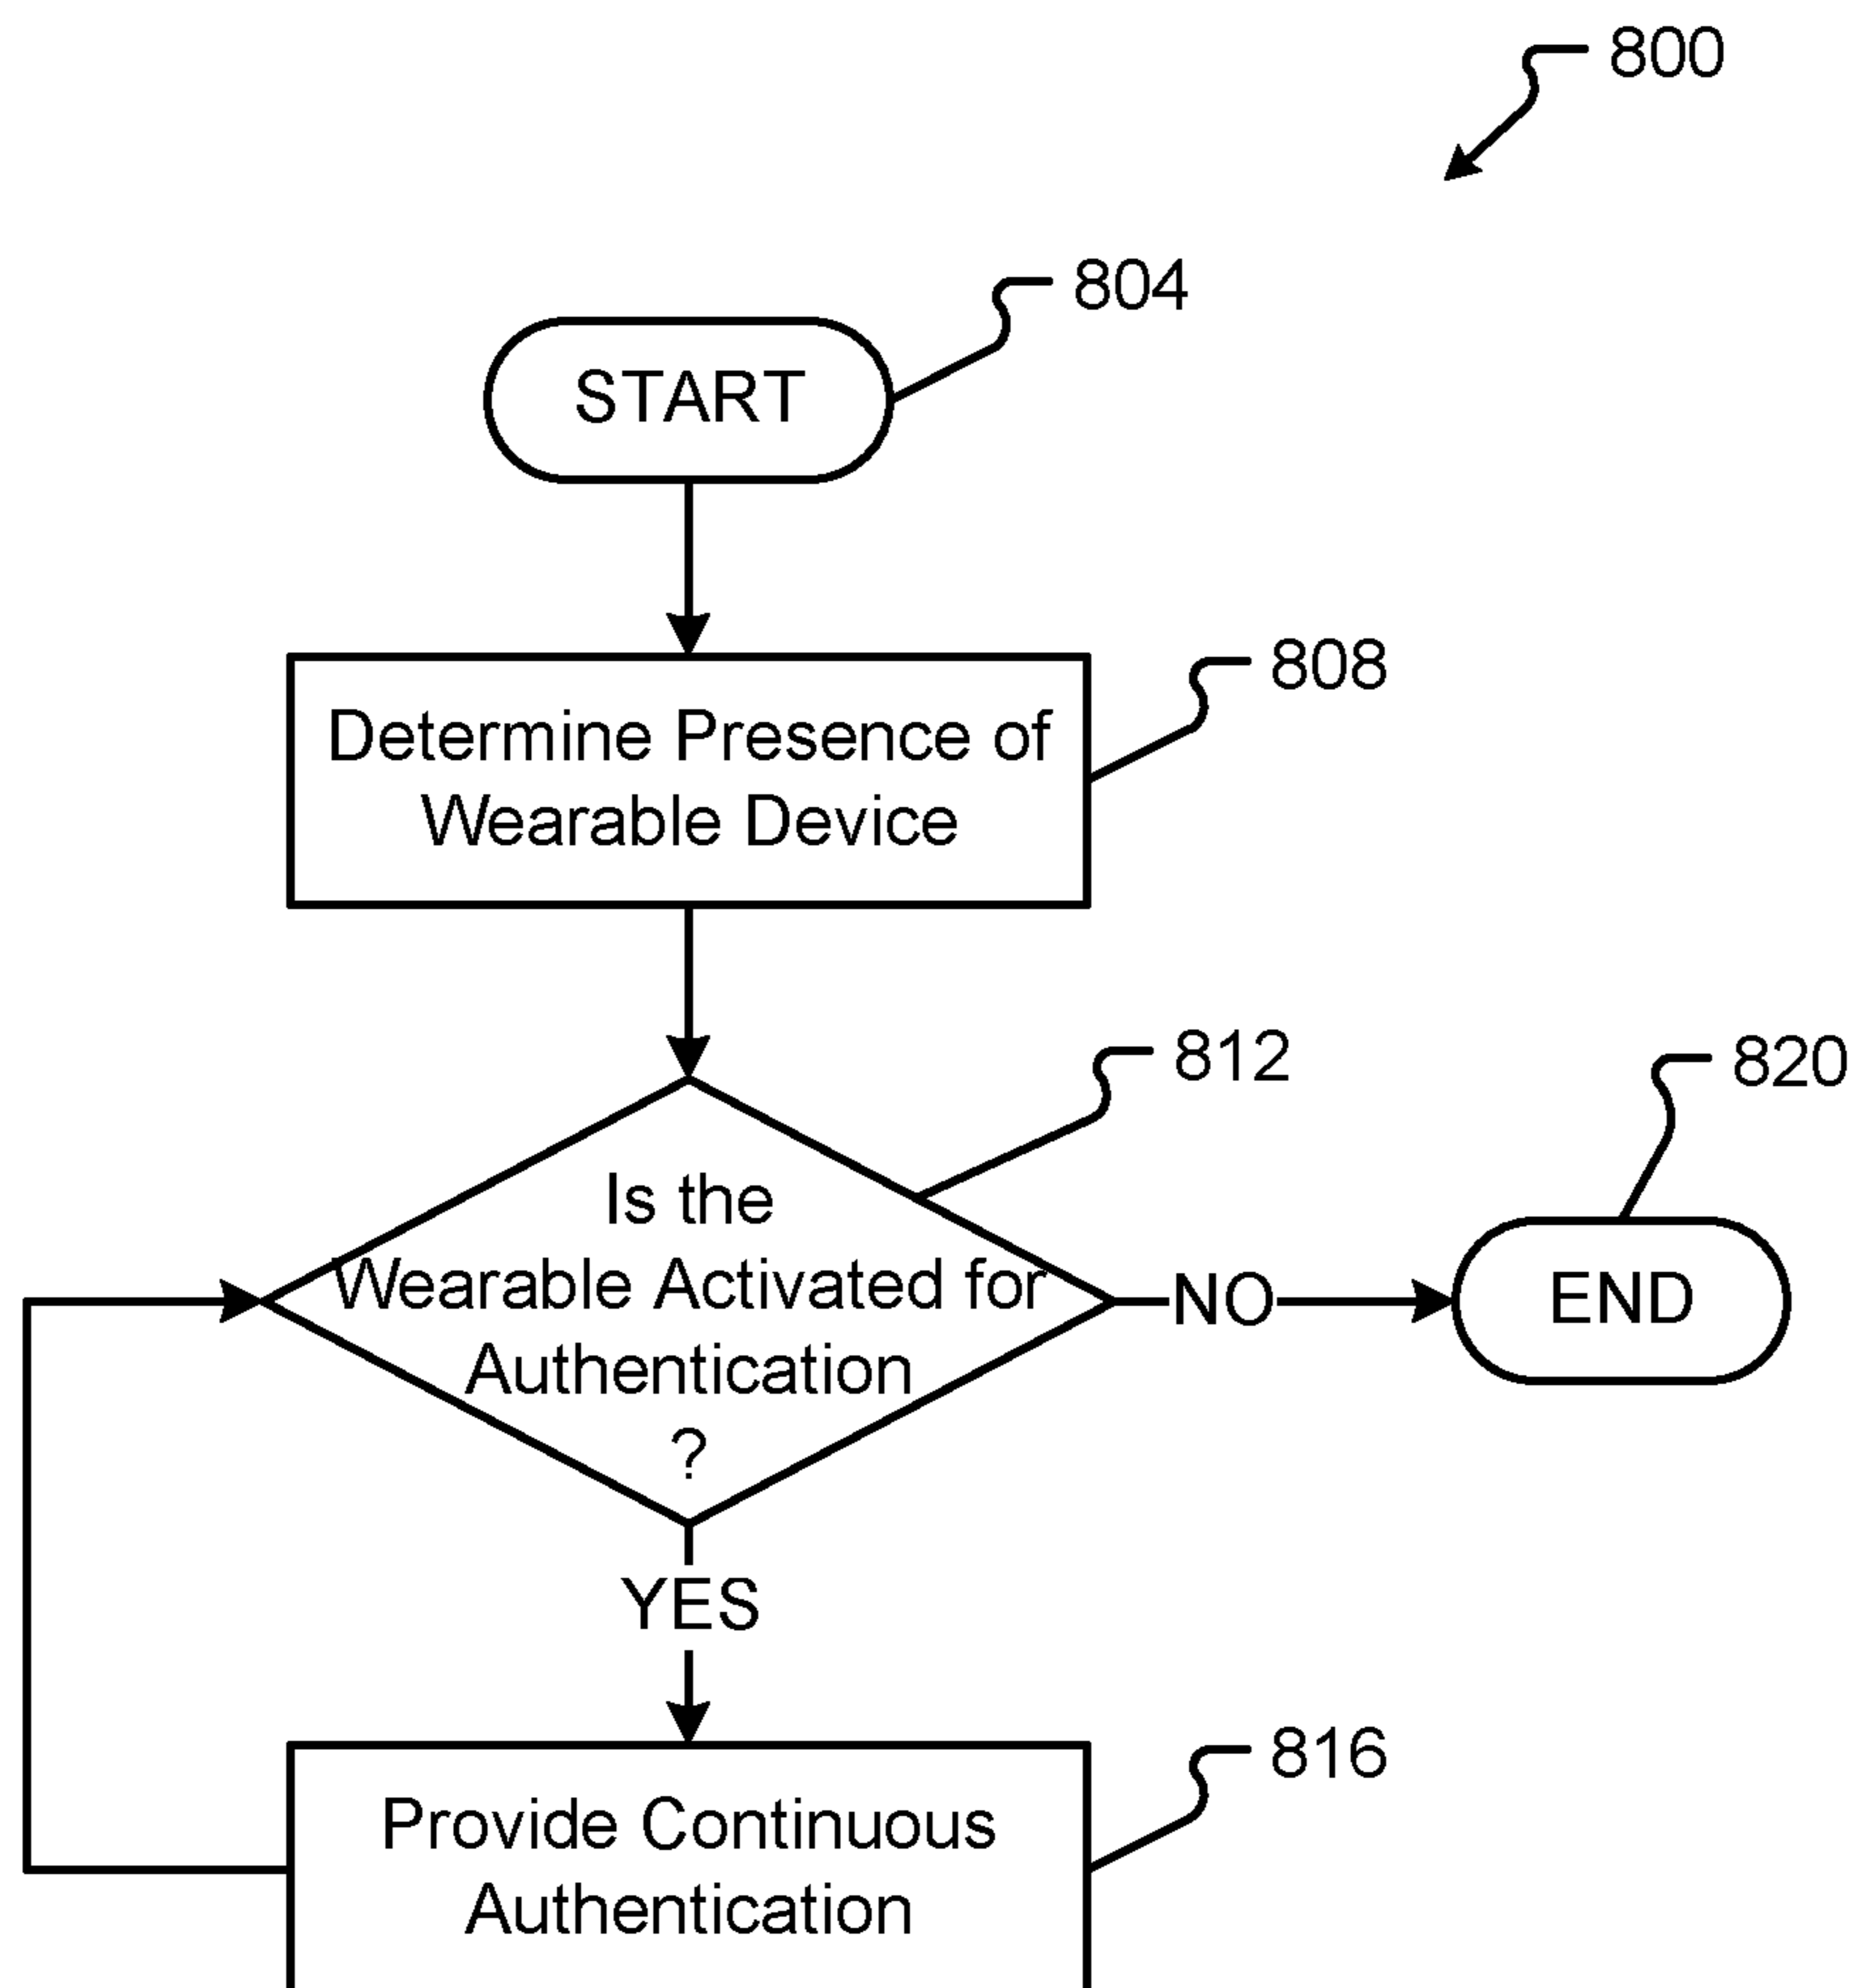 800
804
START
808
Determine Presence of
Wearable Device
812
820
Is the
Wearable Activated for
Authentication
?
NO
END
YES
816
Provide Continuous
Authentication